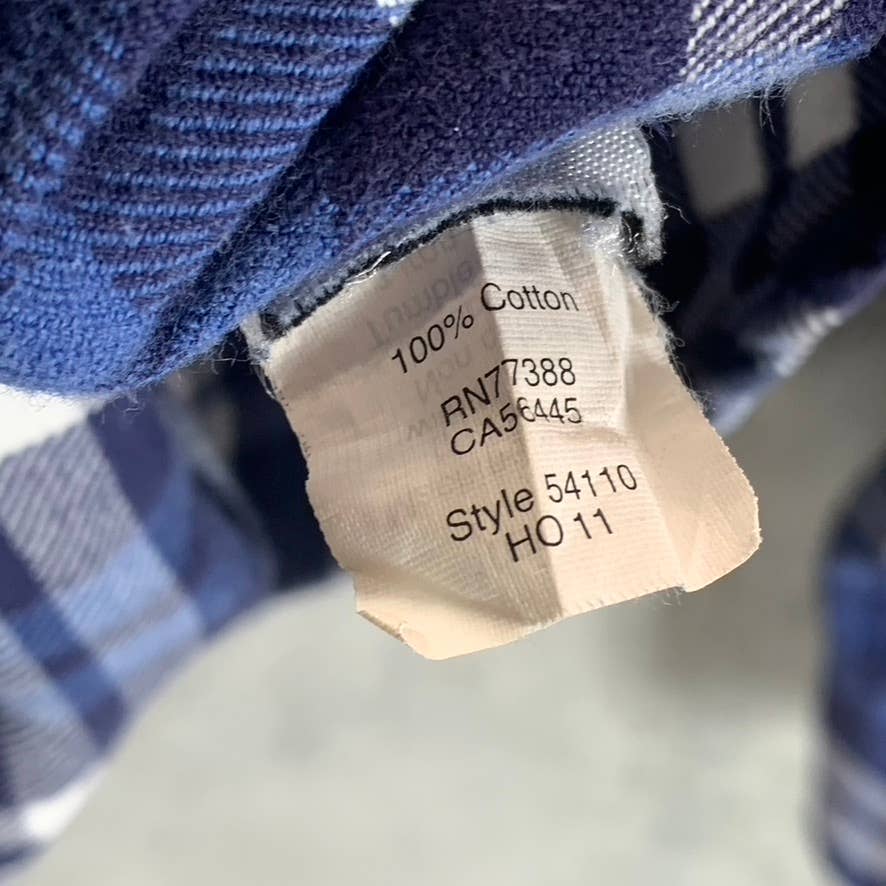 100% Cotton
RN77388
CA56445
Style 54110
HO 11